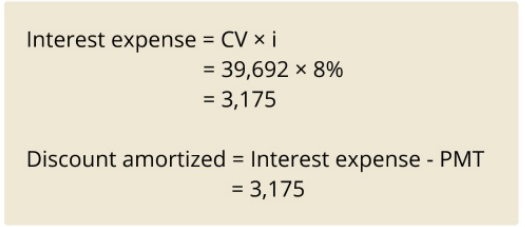 Interest expense = CV × i
= 39,692 × 8%
= 3,175
Discount amortized = Interest expense - PMT
= 3,175